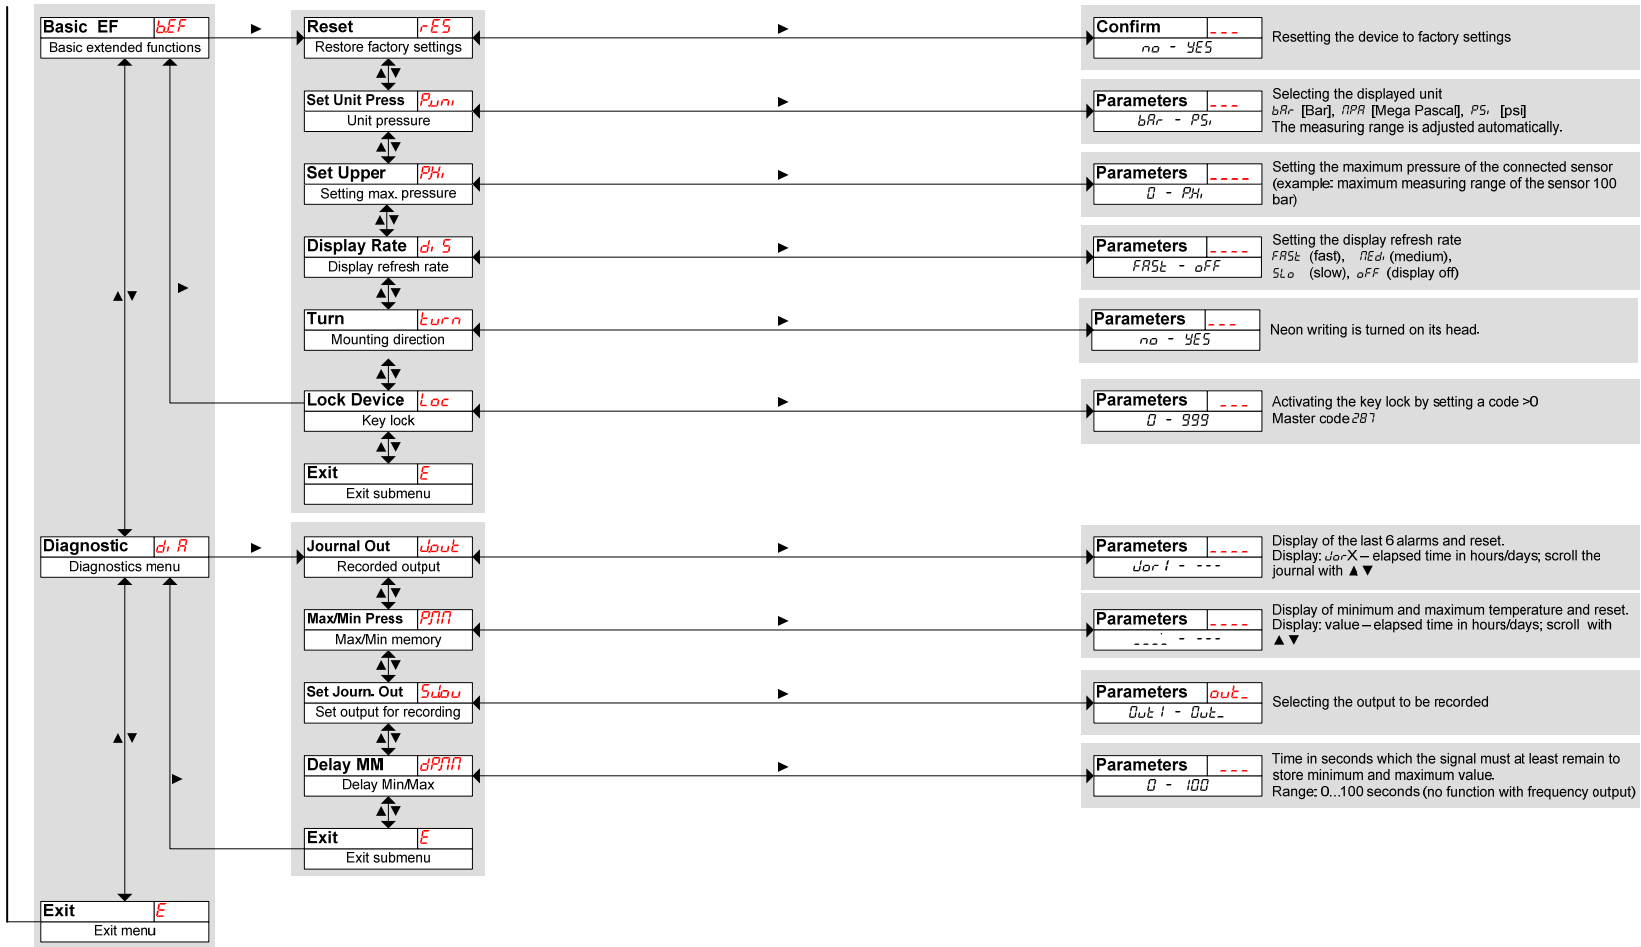 Basic EF b.EF
Basic extended functions
Reset rES
Restore factory settings
Confirm _ _ _
no - YES
Resetting the device to factory settings
Set Unit Press P.uni
Unit pressure
Parameters _ _ _
bAr - PSi
Selecting the displayed unit
bAr [Bar], MPA [Mega Pascal], PSi [psi]
The measuring range is adjusted automatically.
Set Upper P.Hi
Setting max. pressure
Parameters _ _ _ _
0 - P.Hi
Setting the maximum pressure of the connected sensor
(example: maximum measuring range of the sensor 100
bar)
Display Rate di S
Display refresh rate
Parameters _ _ _ _
FASt - oFF
Setting the display refresh rate
FASt (fast), MEdi (medium),
SLo (slow), oFF (display off)
Turn turn
Mounting direction
Parameters _ _ _
no - YES
Neon writing is turned on its head.
Lock Device Loc
Key lock
Parameters _ _ _
0 - 999
Activating the key lock by setting a code >0
Master code 287
Exit E
Exit submenu
Diagnostic di A
Diagnostics menu
Journal Out J.out
Recorded output
Parameters _ _ _ _
Jor1 - ---
Display of the last 6 alarms and reset.
Display: JorX – elapsed time in hours/days; scroll the
journal with ▲ ▼
Max/Min Press P.MM
Max/Min memory
Parameters _ _ _ _
_ _ _ _ - - - -
Display of minimum and maximum temperature and reset.
Display: value – elapsed time in hours/days; scroll with
▲ ▼
Set Journ. Out S.Jou
Set output for recording
Parameters out_
Out1 - Out_
Selecting the output to be recorded
Delay MM dP.MM
Delay Min/Max
Parameters _ _ _
0 - 100
Time in seconds which the signal must at least remain to
store minimum and maximum value.
Range: 0...100 seconds (no function with frequency output)
Exit E
Exit submenu
Exit E
Exit menu